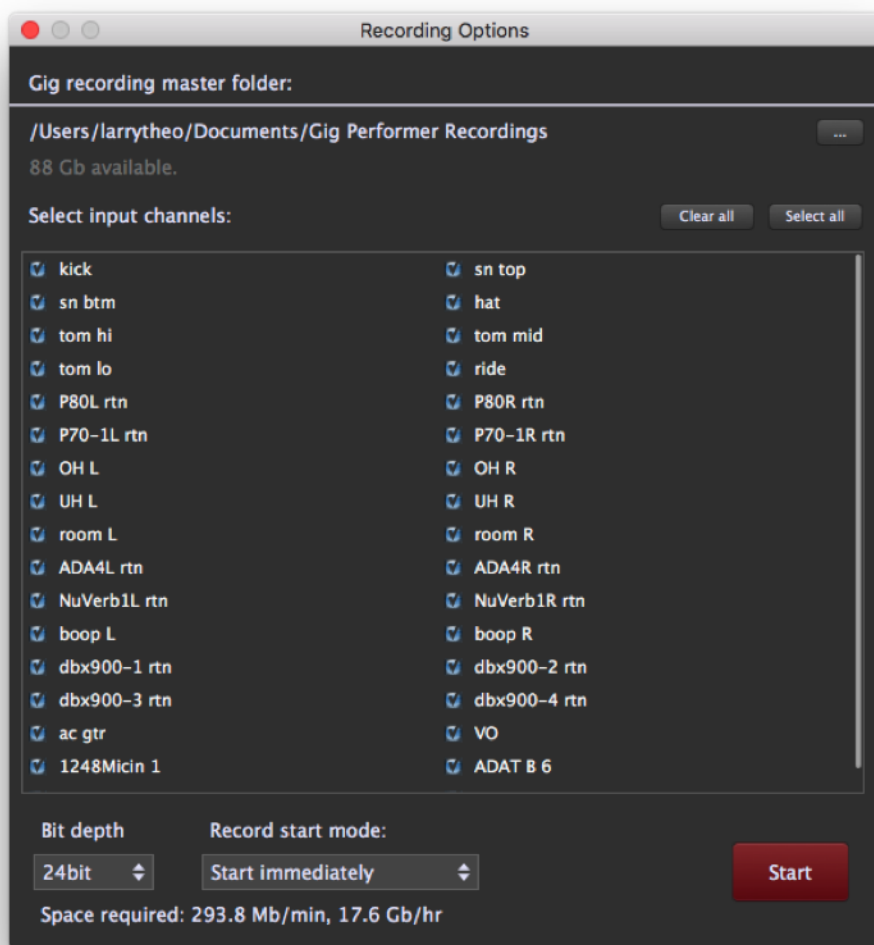 Recording Options
Gig recording master folder:
/Users/larrytheo/Documents/Gig Performer Recordings
...
88 Gb available.
Select input channels:
Clear all
Select all
kick
sn top
sn btm
hat
tom hi
tom mid
tom lo
ride
P80L rtn
P80R rtn
P70-1L rtn
P70-1R rtn
OH L
OH R
UH L
UH R
room L
room R
ADA4L rtn
ADA4R rtn
NuVerb1L rtn
NuVerb1R rtn
boop L
boop R
dbx900-1 rtn
dbx900-2 rtn
dbx900-3 rtn
dbx900-4 rtn
ac gtr
VO
1248Micin 1
ADAT B 6
Bit depth
Record start mode:
24bit
Start immediately
Start
Space required: 293.8 Mb/min, 17.6 Gb/hr